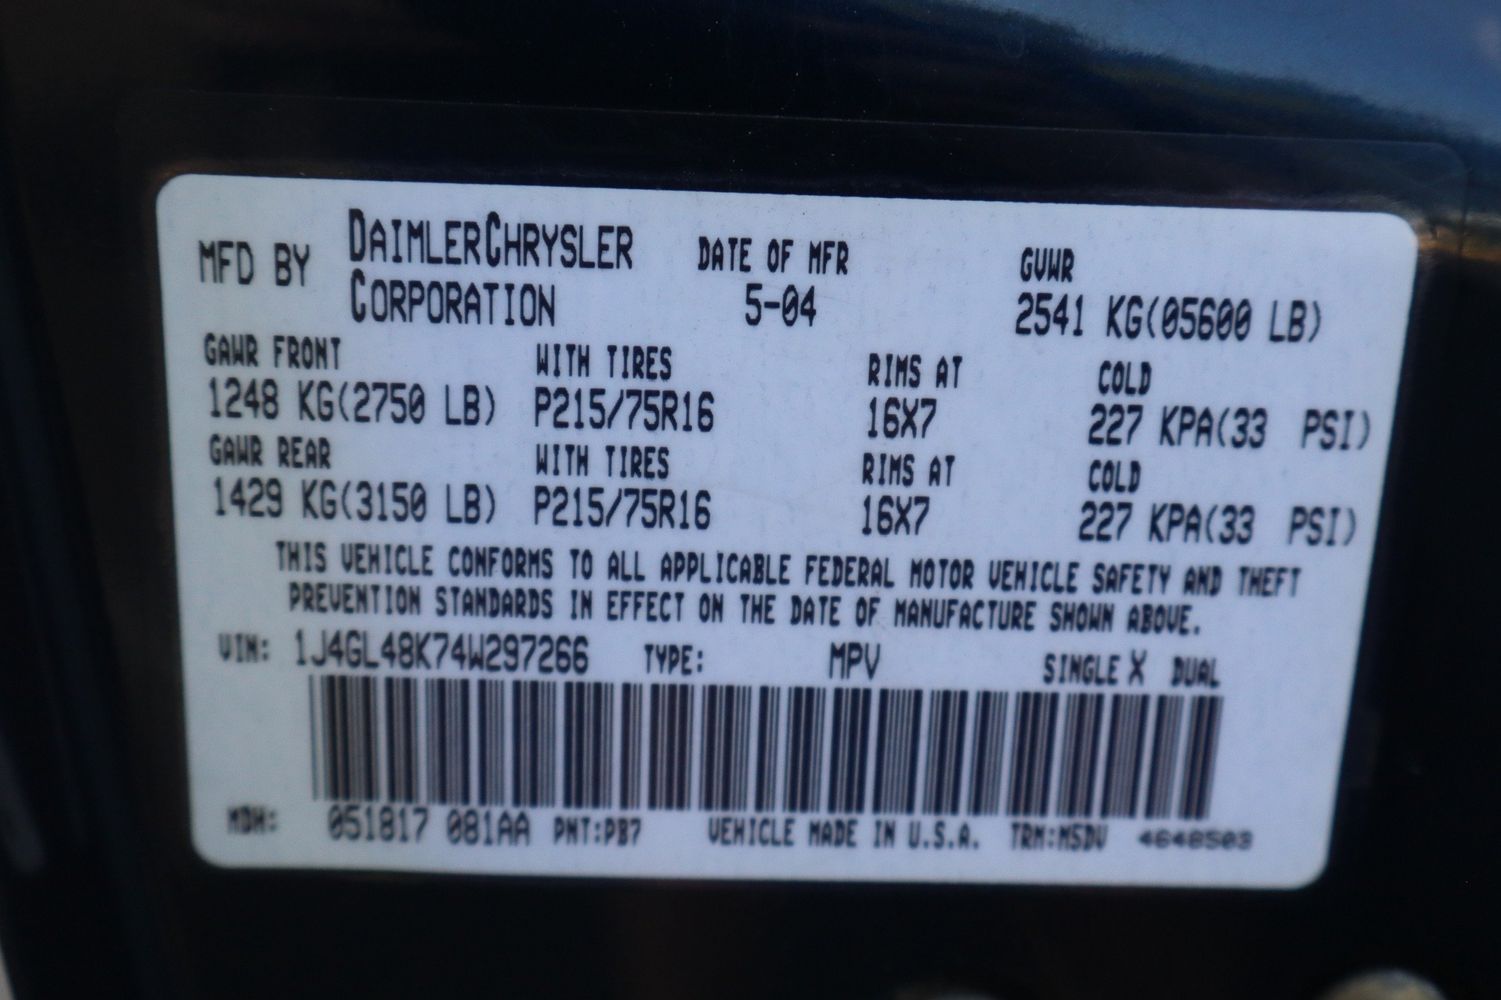 MFD BY DAIMLERCHRYSLER CORPORATION DATE OF MFR 5-04 GVWR 2541 KG(05600 LB)
GAWR FRONT WITH TIRES RIMS AT COLD
1248 KG(2750 LB) P215/75R16 16X7 227 KPA(33 PSI)
GAWR REAR WITH TIRES RIMS AT COLD
1429 KG(3150 LB) P215/75R16 16X7 227 KPA(33 PSI)
THIS VEHICLE CONFORMS TO ALL APPLICABLE FEDERAL MOTOR VEHICLE SAFETY AND THEFT
PREVENTION STANDARDS IN EFFECT ON THE DATE OF MANUFACTURE SHOWN ABOVE.
VIN: 1J4GL48K74W297266 TYPE: MPV SINGLE X DUAL
MDH: 051817 081AA PNT:PB7 VEHICLE MADE IN U.S.A. TRM:M5DV 4648503